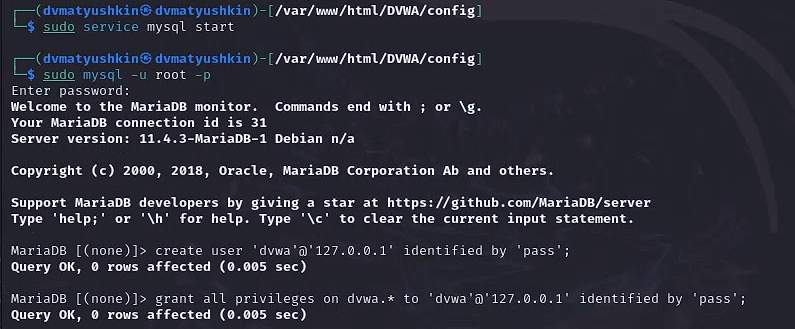 ┌──(dvmatyushkin㉿dvmatyushkin)-[/var/www/html/DVWA/config]
└─$ sudo service mysql start
┌──(dvmatyushkin㉿dvmatyushkin)-[/var/www/html/DVWA/config]
└─$ sudo mysql -u root -p
Enter password:
Welcome to the MariaDB monitor.  Commands end with ; or \g.
Your MariaDB connection id is 31
Server version: 11.4.3-MariaDB-1 Debian n/a
Copyright (c) 2000, 2018, Oracle, MariaDB Corporation Ab and others.
Support MariaDB developers by giving a star at https://github.com/MariaDB/server
Type 'help;' or '\h' for help. Type '\c' to clear the current input statement.
MariaDB [(none)]> create user 'dvwa'@'127.0.0.1' identified by 'pass';
Query OK, 0 rows affected (0.005 sec)
MariaDB [(none)]> grant all privileges on dvwa.* to 'dvwa'@'127.0.0.1' identified by 'pass';
Query OK, 0 rows affected (0.005 sec)